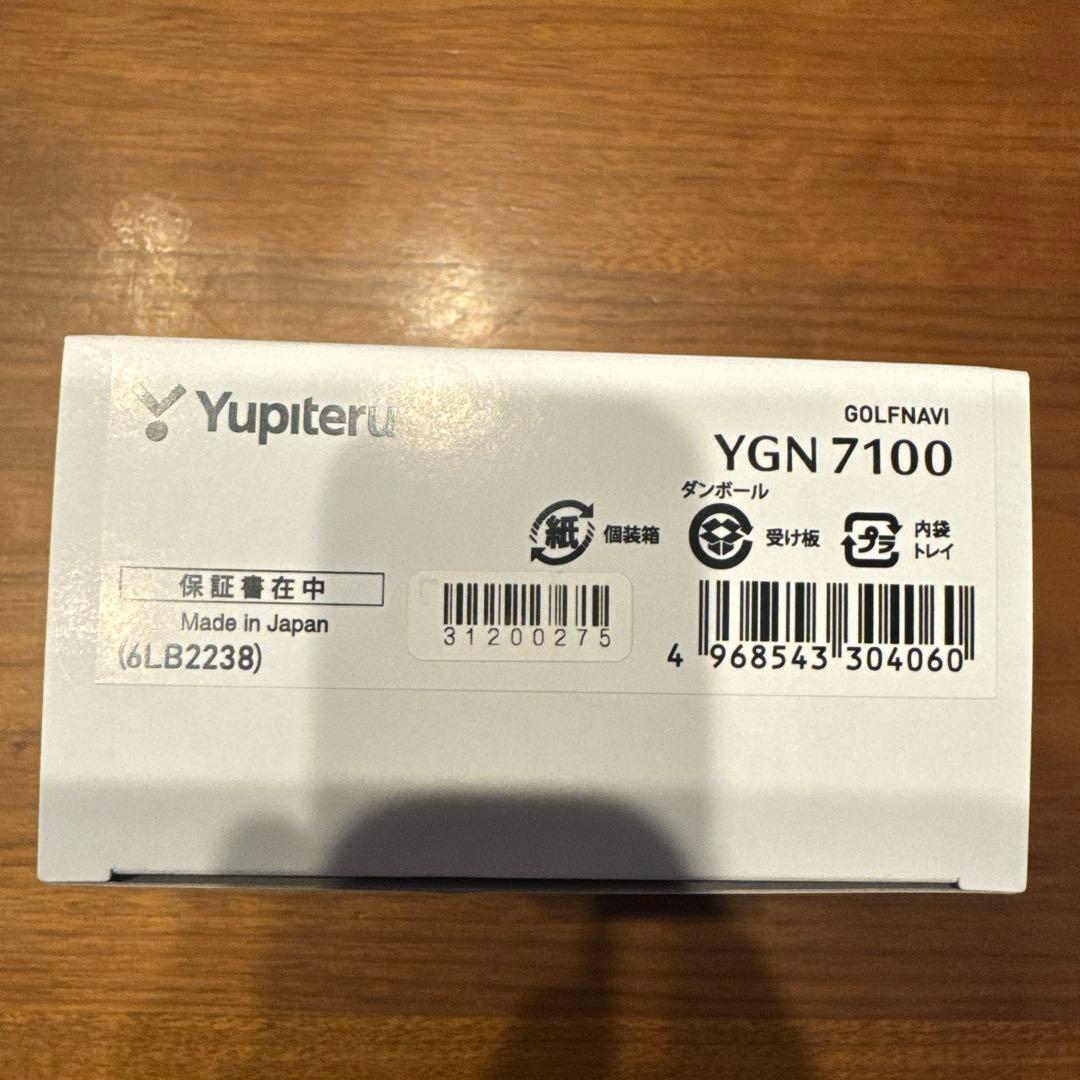 Yupiteru
GOLFNAVI
YGN 7100
紙
個装箱
ダンボール
受け板
プラ
内袋
トレイ
保証書在中
Made in Japan
(6LB2238)
31200275
4 968543 304060